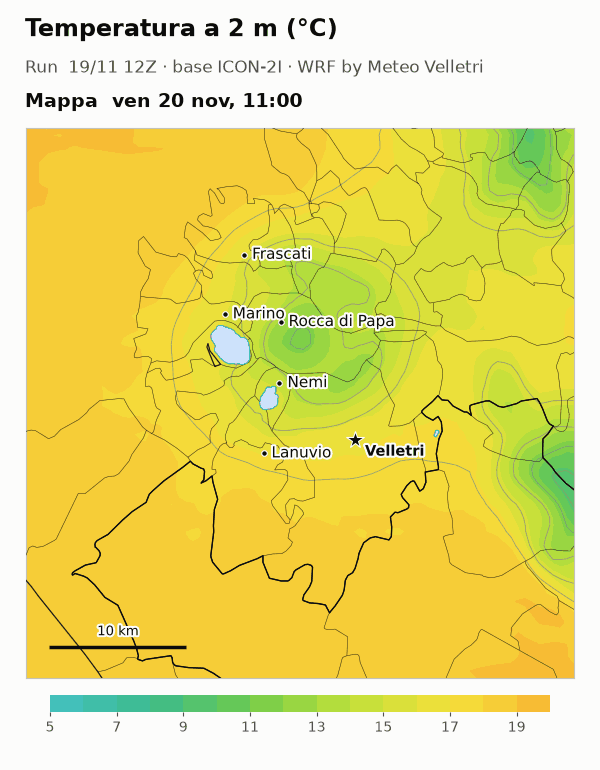 Temperatura a 2 m (°C)
Run  19/11 12Z · base ICON-2I · WRF by Meteo Velletri
Mappa  ven 20 nov, 11:00
Frascati
Marino
Rocca di Papa
Nemi
Lanuvio
Velletri
10 km
5 7 9 11 13 15 17 19